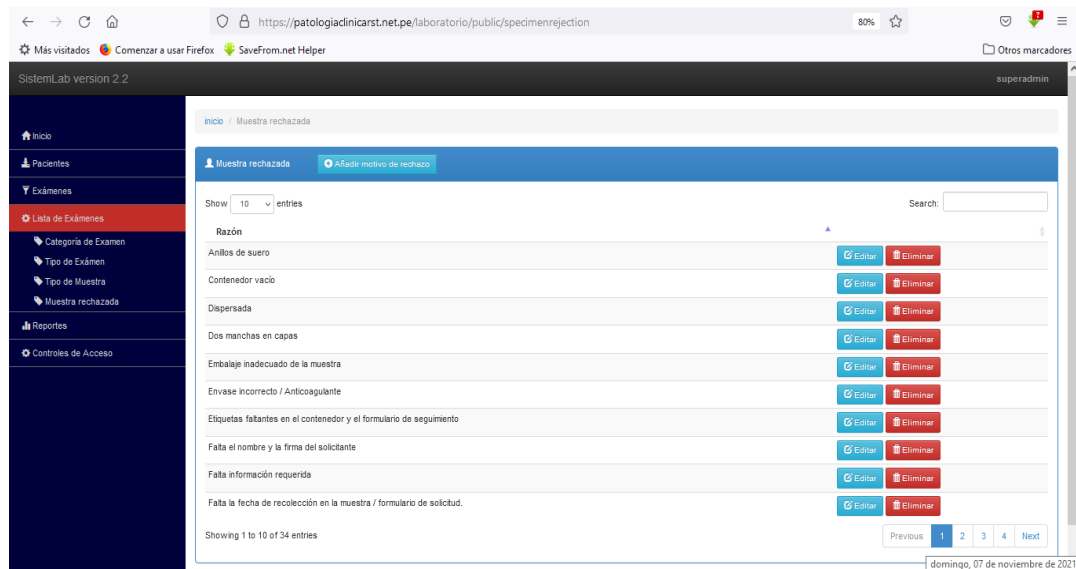 https://patologiaclinicarst.net.pe/laboratorio/public/specimenrejection 80%
Más visitados Comenzar a usar Firefox SaveFrom.net Helper Otros marcadores
SistemLab version 2.2 superadmin
inicio / Muestra rechazada
Inicio
Pacientes
Exámenes
Lista de Exámenes
Categoría de Examen
Tipo de Exámen
Tipo de Muestra
Muestra rechazada
Reportes
Controles de Acceso
Muestra rechazada Añadir motivo de rechazo
Show 10 entries Search:
Razón
Anillos de suero Editar Eliminar
Contenedor vacío Editar Eliminar
Dispersada Editar Eliminar
Dos manchas en capas Editar Eliminar
Embalaje inadecuado de la muestra Editar Eliminar
Envase incorrecto / Anticoagulante Editar Eliminar
Etiquetas faltantes en el contenedor y el formulario de seguimiento Editar Eliminar
Falta el nombre y la firma del solicitante Editar Eliminar
Falta información requerida Editar Eliminar
Falta la fecha de recolección en la muestra / formulario de solicitud. Editar Eliminar
Showing 1 to 10 of 34 entries Previous 1 2 3 4 Next
domingo, 07 de noviembre de 2021